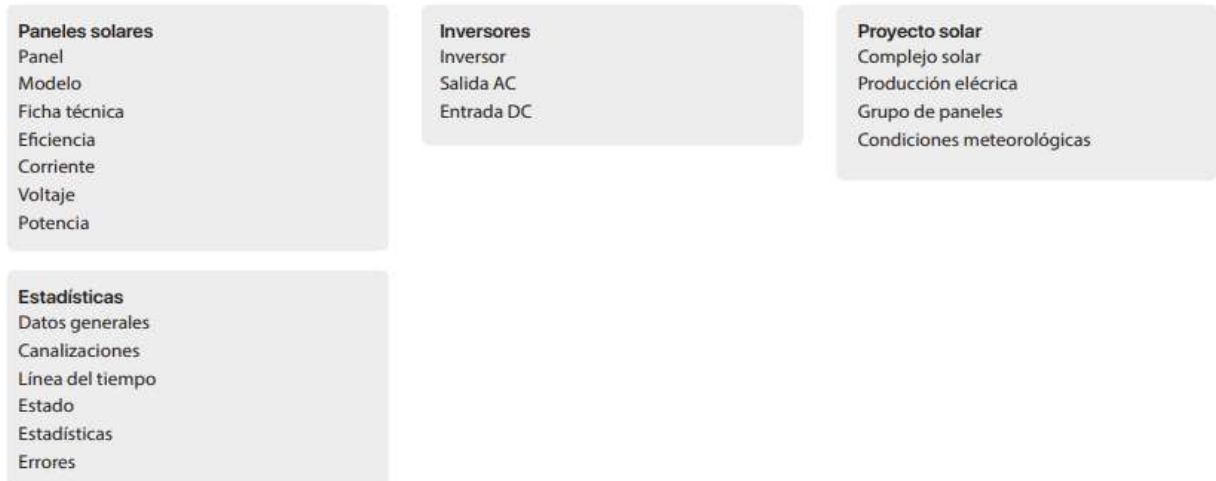 Paneles solares
Panel
Modelo
Ficha técnica
Eficiencia
Corriente
Voltaje
Potencia
Inversores
Inversor
Salida AC
Entrada DC
Proyecto solar
Complejo solar
Producción elécrica
Grupo de paneles
Condiciones meteorológicas
Estadísticas
Datos generales
Canalizaciones
Línea del tiempo
Estado
Estadísticas
Errores